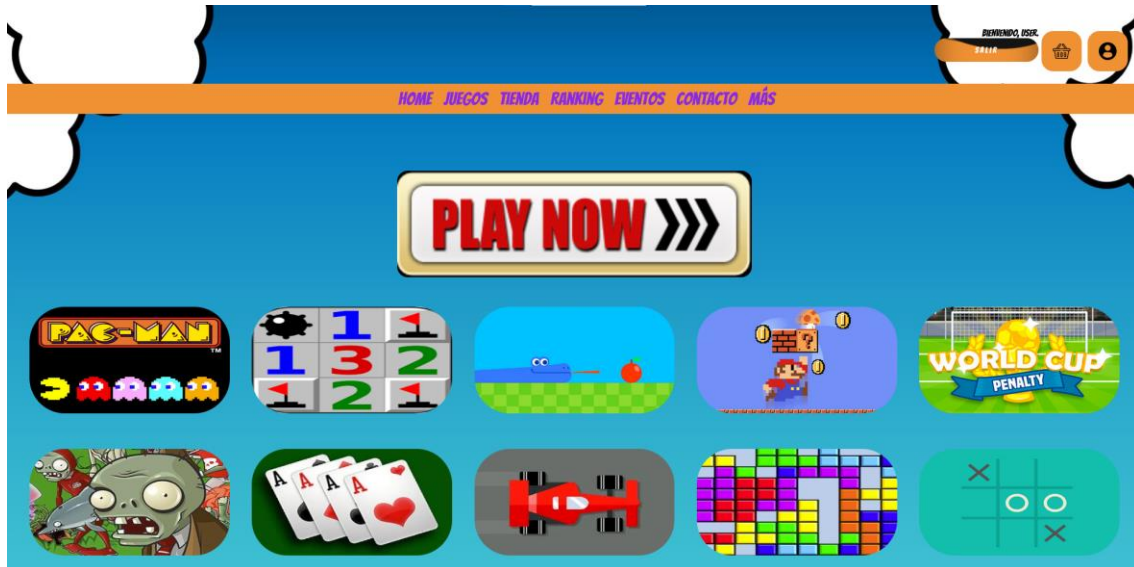 BIENVENIDO, USER.
SALIR
HOME JUEGOS TIENDA RANKING EVENTOS CONTACTO MÁS
PLAY NOW
PAC-MAN
TM
1
1 3 2
2
?
WORLD CUP
PENALTY
A A A A